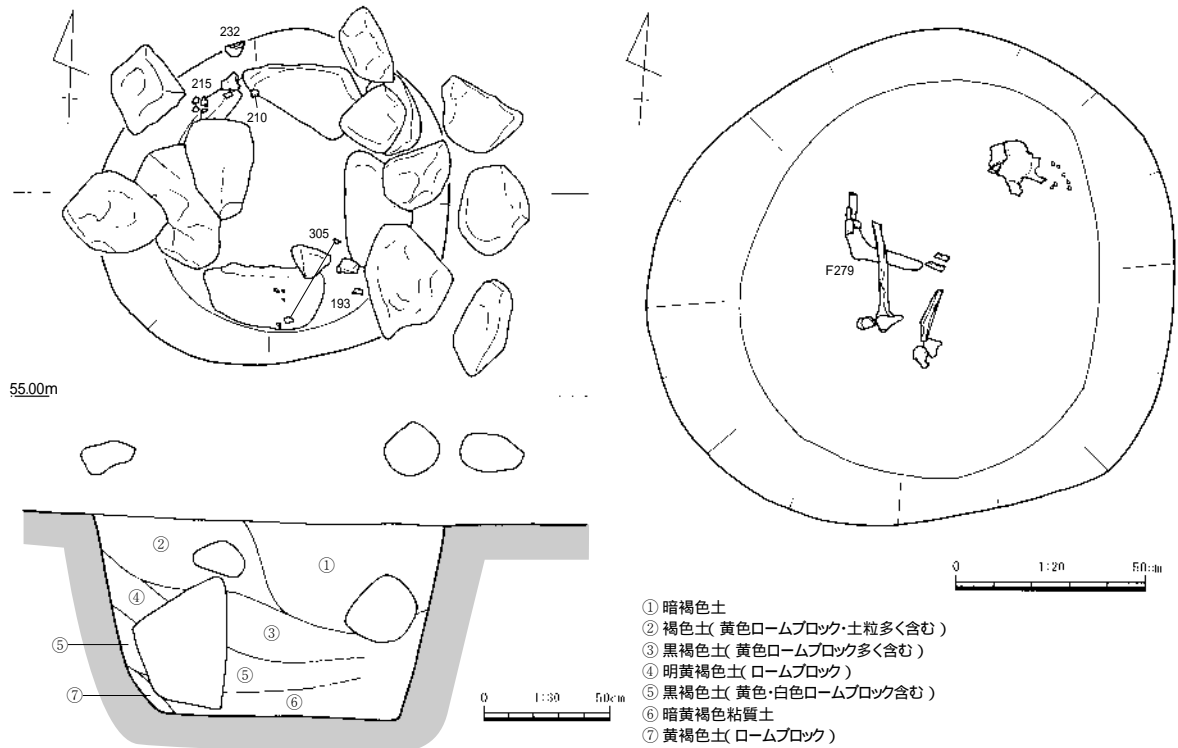 232
215
210
305
193
55.00m
F279
②
①
④
③
⑤
⑤
⑦
⑥
0 1:30 50cm
0 1:20 50cm
① 暗褐色土
② 褐色土(黄色ロームブロック・土粒多く含む)
③ 黒褐色土(黄色ロームブロック多く含む)
④ 明黄褐色土(ロームブロック)
⑤ 黒褐色土(黄色・白色ロームブロック含む)
⑥ 暗黄褐色粘質土
⑦ 黄褐色土(ロームブロック)